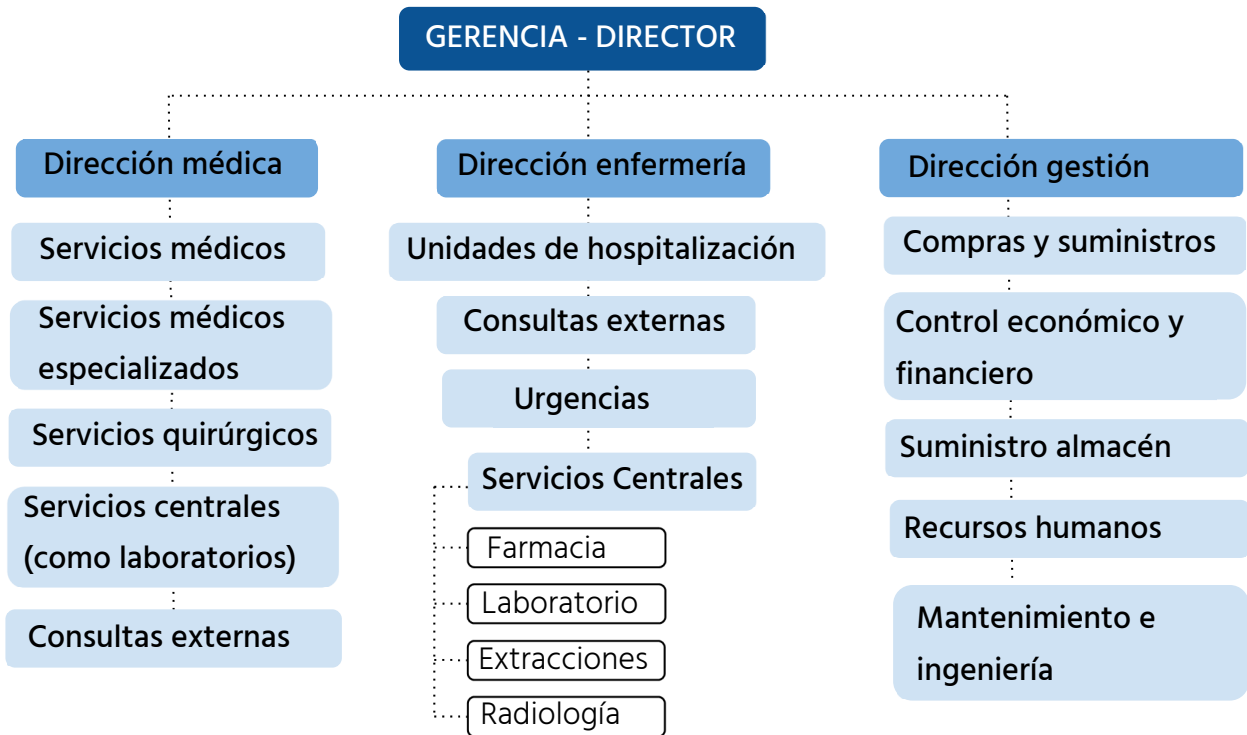 GERENCIA - DIRECTOR
Dirección médica
Servicios médicos
Servicios médicos
especializados
Servicios quirúrgicos
Servicios centrales
(como laboratorios)
Consultas externas
Dirección enfermería
Unidades de hospitalización
Consultas externas
Urgencias
Servicios Centrales
Farmacia
Laboratorio
Extracciones
Radiología
Dirección gestión
Compras y suministros
Control económico y
financiero
Suministro almacén
Recursos humanos
Mantenimiento e
ingeniería